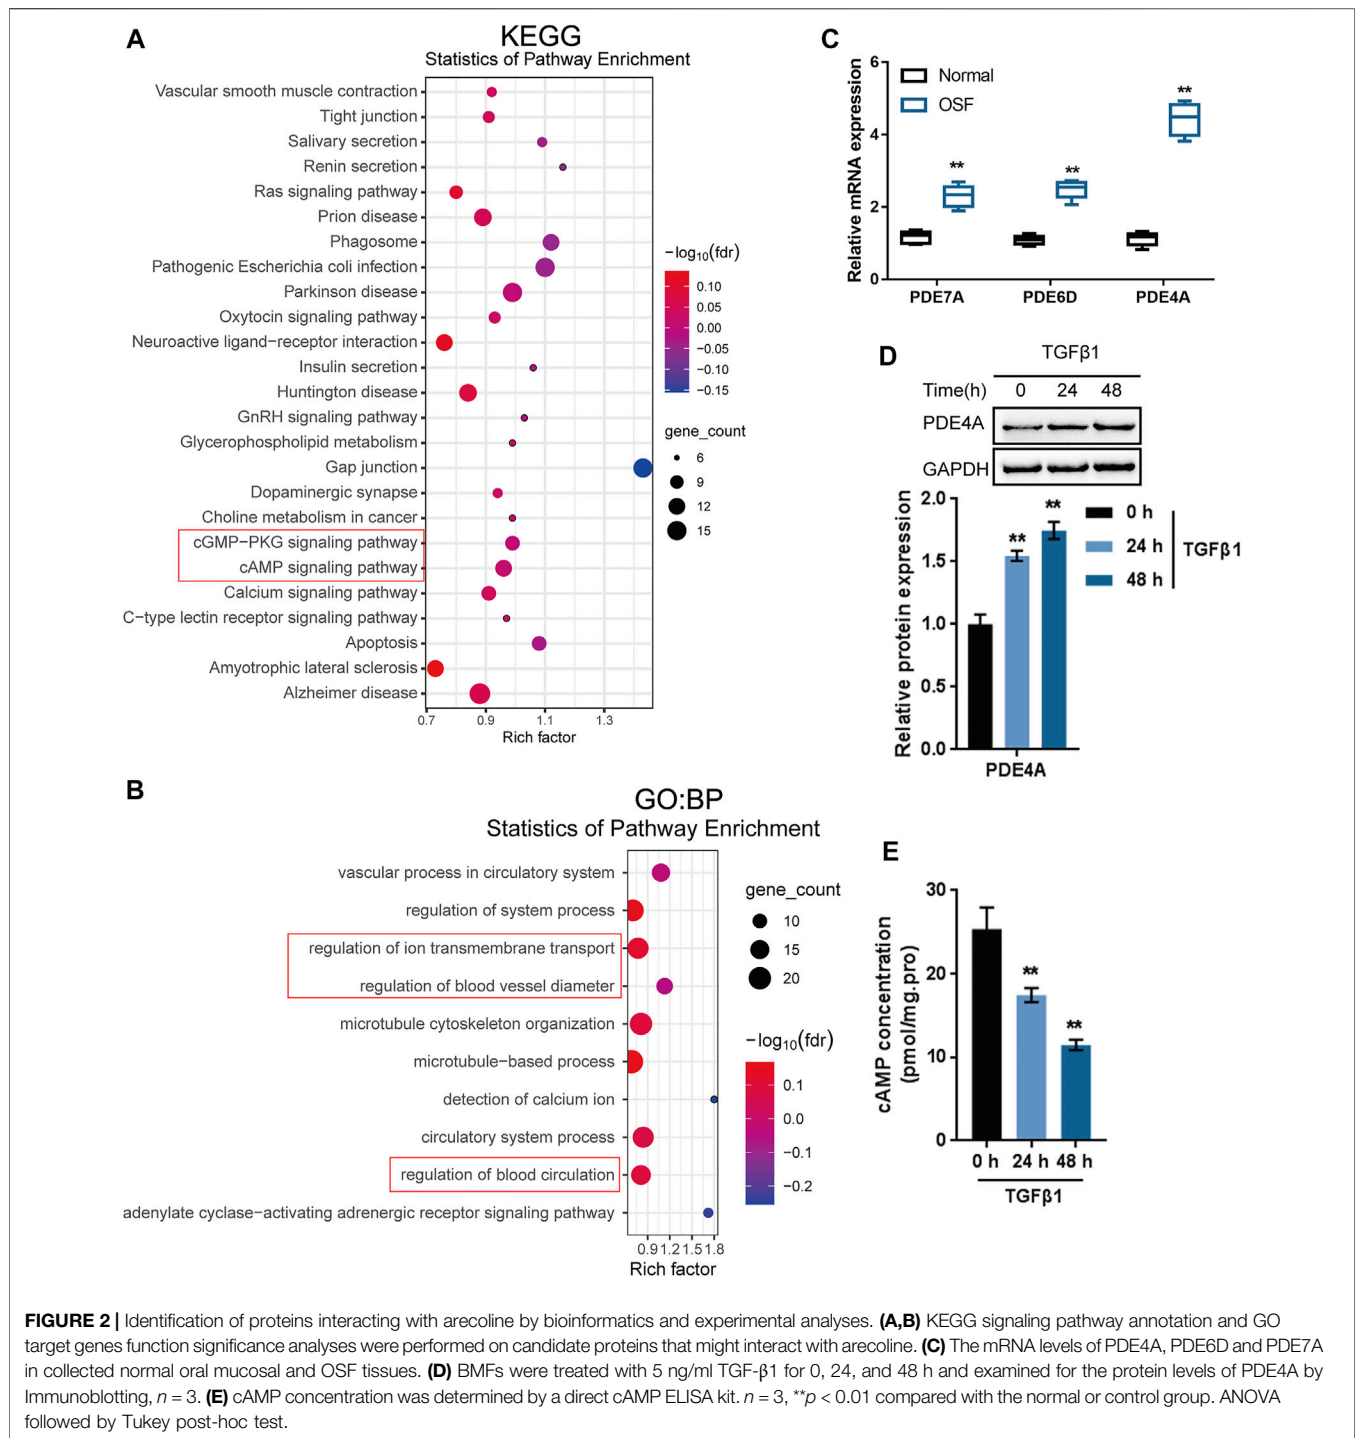 A
KEGG
Statistics of Pathway Enrichment
Vascular smooth muscle contraction
Tight junction
Salivary secretion
Renin secretion
Ras signaling pathway
Prion disease
Phagosome
Pathogenic Escherichia coli infection
Parkinson disease
Oxytocin signaling pathway
Neuroactive ligand−receptor interaction
Insulin secretion
Huntington disease
GnRH signaling pathway
Glycerophospholipid metabolism
Gap junction
Dopaminergic synapse
Choline metabolism in cancer
cGMP−PKG signaling pathway
cAMP signaling pathway
Calcium signaling pathway
C−type lectin receptor signaling pathway
Apoptosis
Amyotrophic lateral sclerosis
Alzheimer disease
0.7 0.9 1.1 1.3
Rich factor
−log10(fdr)
0.10
0.05
0.00
−0.05
−0.10
−0.15
gene_count
6
9
12
15
B
GO:BP
Statistics of Pathway Enrichment
vascular process in circulatory system
regulation of system process
regulation of ion transmembrane transport
regulation of blood vessel diameter
microtubule cytoskeleton organization
microtubule−based process
detection of calcium ion
circulatory system process
regulation of blood circulation
adenylate cyclase−activating adrenergic receptor signaling pathway
0.9 1.2 1.5 1.8
Rich factor
gene_count
10
15
20
−log10(fdr)
0.1
0.0
−0.1
−0.2
C
Relative mRNA expression
6
4
2
0
Normal
OSF
**
**
**
PDE7A PDE6D PDE4A
D
TGFβ1
Time(h) 0 24 48
PDE4A
GAPDH
Relative protein expression
2.0
1.5
1.0
0.5
0.0
**
**
PDE4A
0 h
24 h
48 h
TGFβ1
E
cAMP concentration
(pmol/mg.pro)
30
20
10
0
**
**
0 h 24 h 48 h
TGFβ1
FIGURE 2 | Identification of proteins interacting with arecoline by bioinformatics and experimental analyses. (A,B) KEGG signaling pathway annotation and GO
target genes function significance analyses were performed on candidate proteins that might interact with arecoline. (C) The mRNA levels of PDE4A, PDE6D and PDE7A
in collected normal oral mucosal and OSF tissues. (D) BMFs were treated with 5 ng/ml TGF-β1 for 0, 24, and 48 h and examined for the protein levels of PDE4A by
Immunoblotting, n = 3. (E) cAMP concentration was determined by a direct cAMP ELISA kit. n = 3, **p < 0.01 compared with the normal or control group. ANOVA
followed by Tukey post-hoc test.